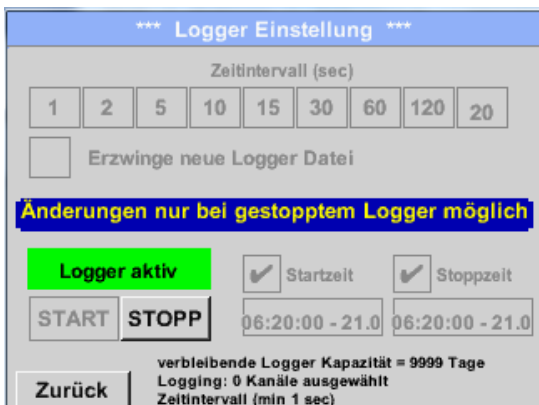 *** Logger Einstellung ***
Zeitintervall (sec)
1 2 5 10 15 30 60 120 20
Erzwinge neue Logger Datei
Änderungen nur bei gestopptem Logger möglich
Logger aktiv
Startzeit
Stoppzeit
START STOPP
06:20:00 - 21.0
06:20:00 - 21.0
verbleibende Logger Kapazität = 9999 Tage
Logging: 0 Kanäle ausgewählt
Zeitintervall (min 1 sec)
Zurück